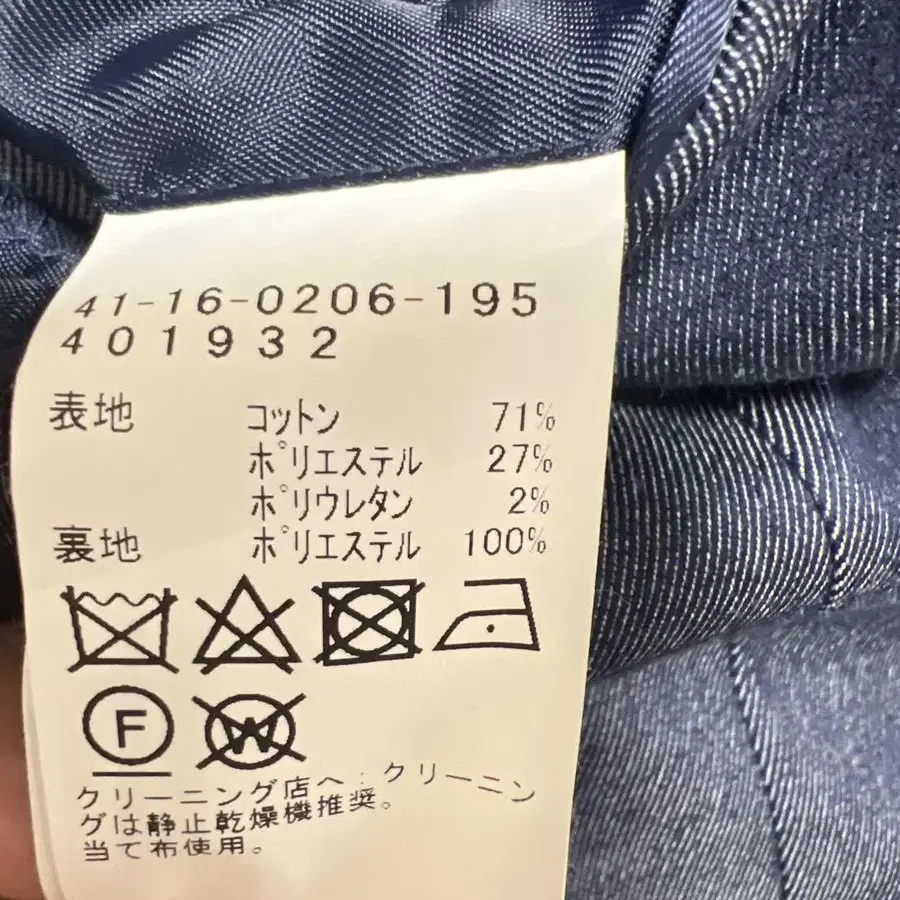 41-16-0206-195
401932
表地 コットン 71%
ポリエステル 27%
ポリウレタン 2%
裏地 ポリエステル 100%
F W
クリーニング店へ:クリーニン
グは静止乾燥機推奨。
当て布使用。